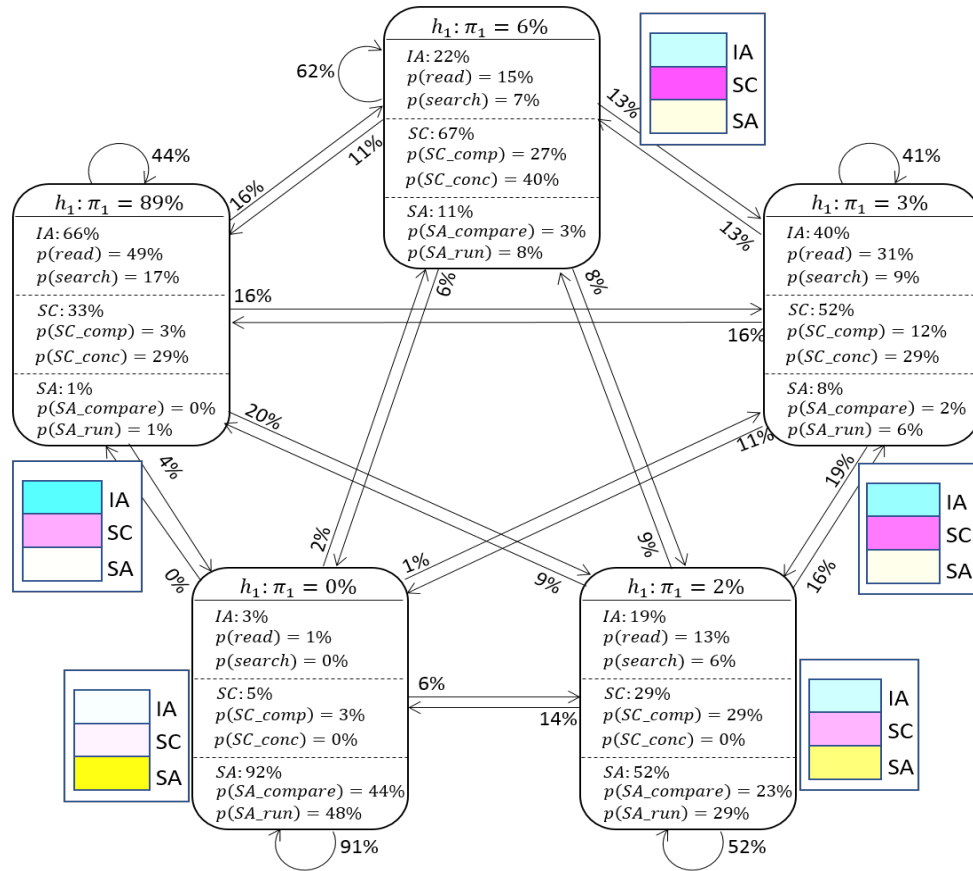 h₁: π₁ = 6%
IA: 22%
p(read) = 15%
p(search) = 7%
SC: 67%
p(SC_comp) = 27%
p(SC_conc) = 40%
SA: 11%
p(SA_compare) = 3%
p(SA_run) = 8%
62%
IA
SC
SA
13%
13%
11%
16%
44%
h₁: π₁ = 89%
IA: 66%
p(read) = 49%
p(search) = 17%
SC: 33%
p(SC_comp) = 3%
p(SC_conc) = 29%
SA: 1%
p(SA_compare) = 0%
p(SA_run) = 1%
41%
h₁: π₁ = 3%
IA: 40%
p(read) = 31%
p(search) = 9%
SC: 52%
p(SC_comp) = 12%
p(SC_conc) = 29%
SA: 8%
p(SA_compare) = 2%
p(SA_run) = 6%
6%
8%
16%
16%
20%
11%
4%
19%
IA
SC
SA
IA
SC
SA
0%
2%
1%
9%
9%
16%
h₁: π₁ = 0%
IA: 3%
p(read) = 1%
p(search) = 0%
SC: 5%
p(SC_comp) = 3%
p(SC_conc) = 0%
SA: 92%
p(SA_compare) = 44%
p(SA_run) = 48%
91%
IA
SC
SA
6%
14%
h₁: π₁ = 2%
IA: 19%
p(read) = 13%
p(search) = 6%
SC: 29%
p(SC_comp) = 29%
p(SC_conc) = 0%
SA: 52%
p(SA_compare) = 23%
p(SA_run) = 29%
52%
IA
SC
SA